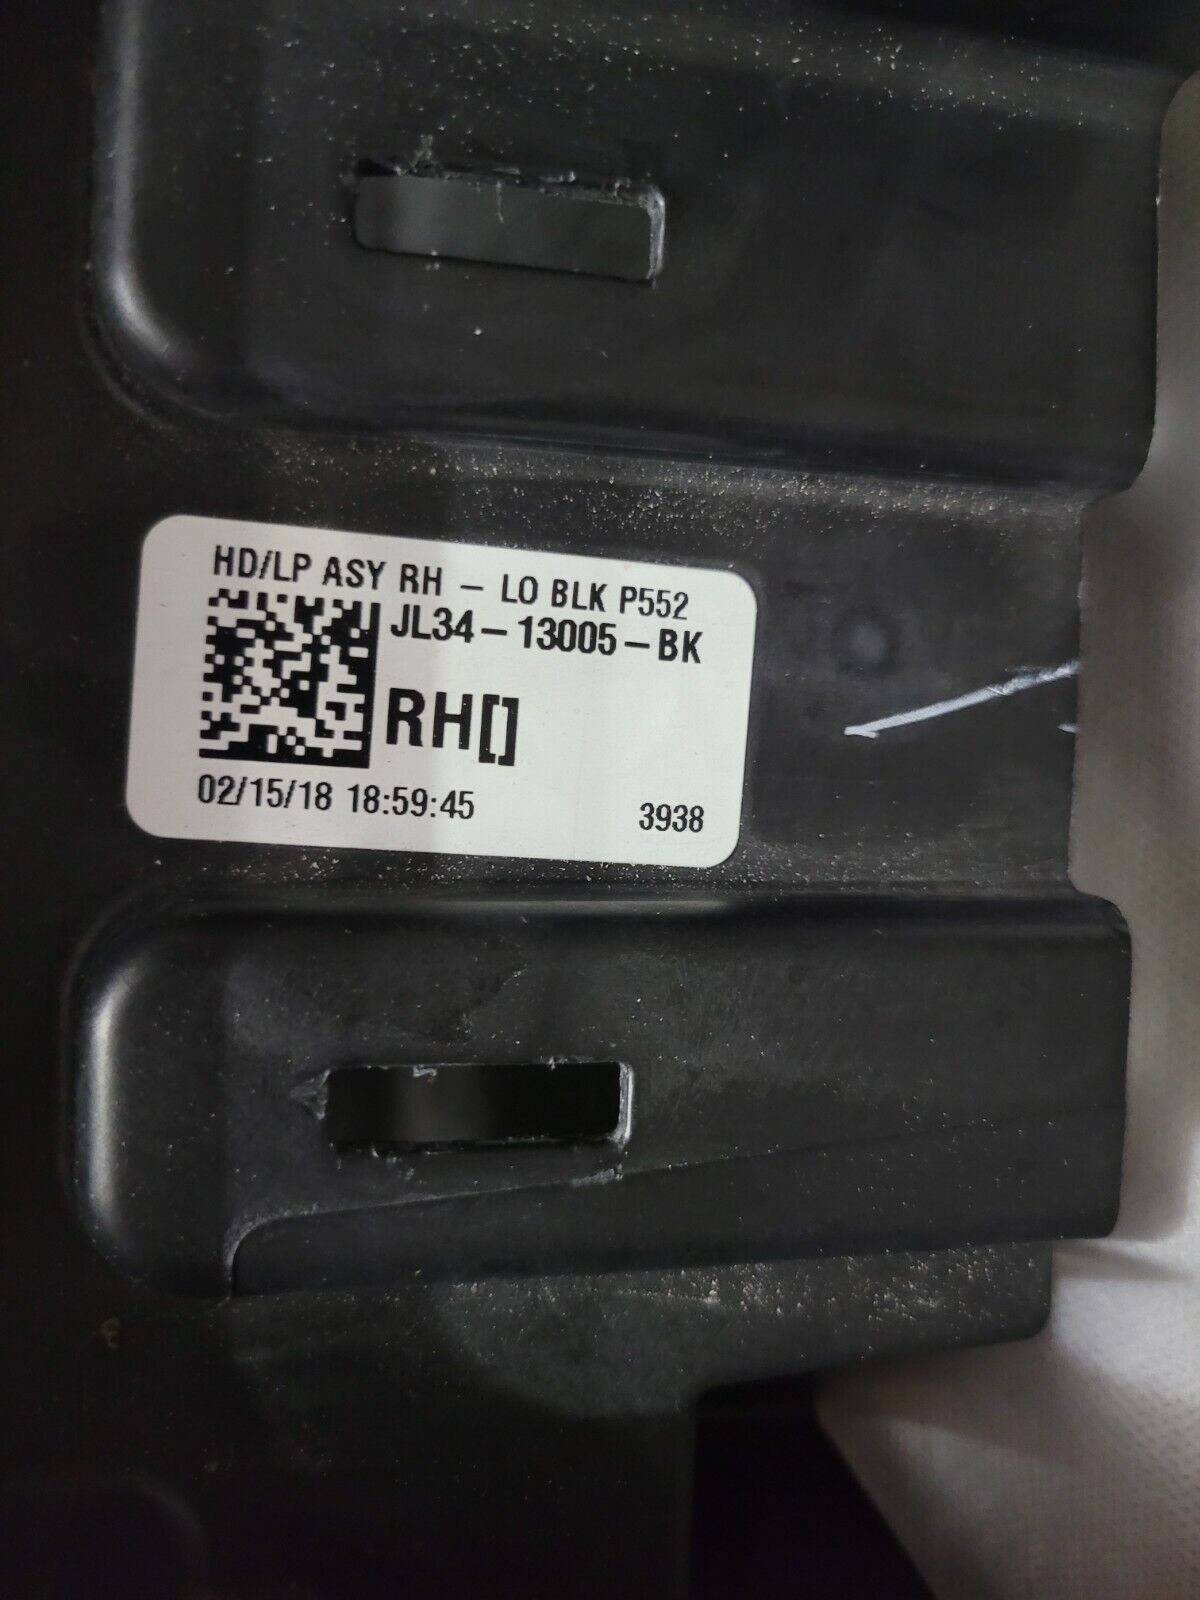 HD/LP ASY RH – LO BLK P552
JL34–13005–BK
RH[]
02/15/18 18:59:45 3938